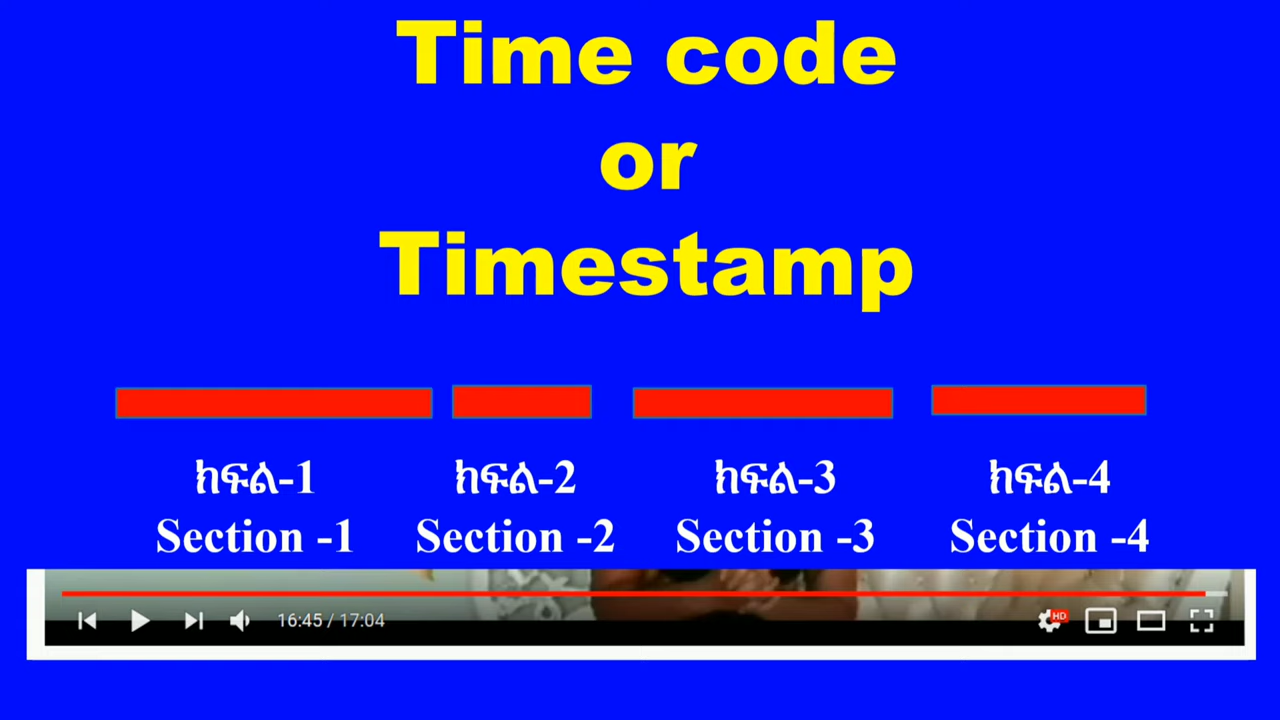 Time code
or
Timestamp
ክፍል-1 ክፍል-2 ክፍል-3 ክፍል-4
Section -1 Section -2 Section -3 Section -4
16:45 / 17:04 HD